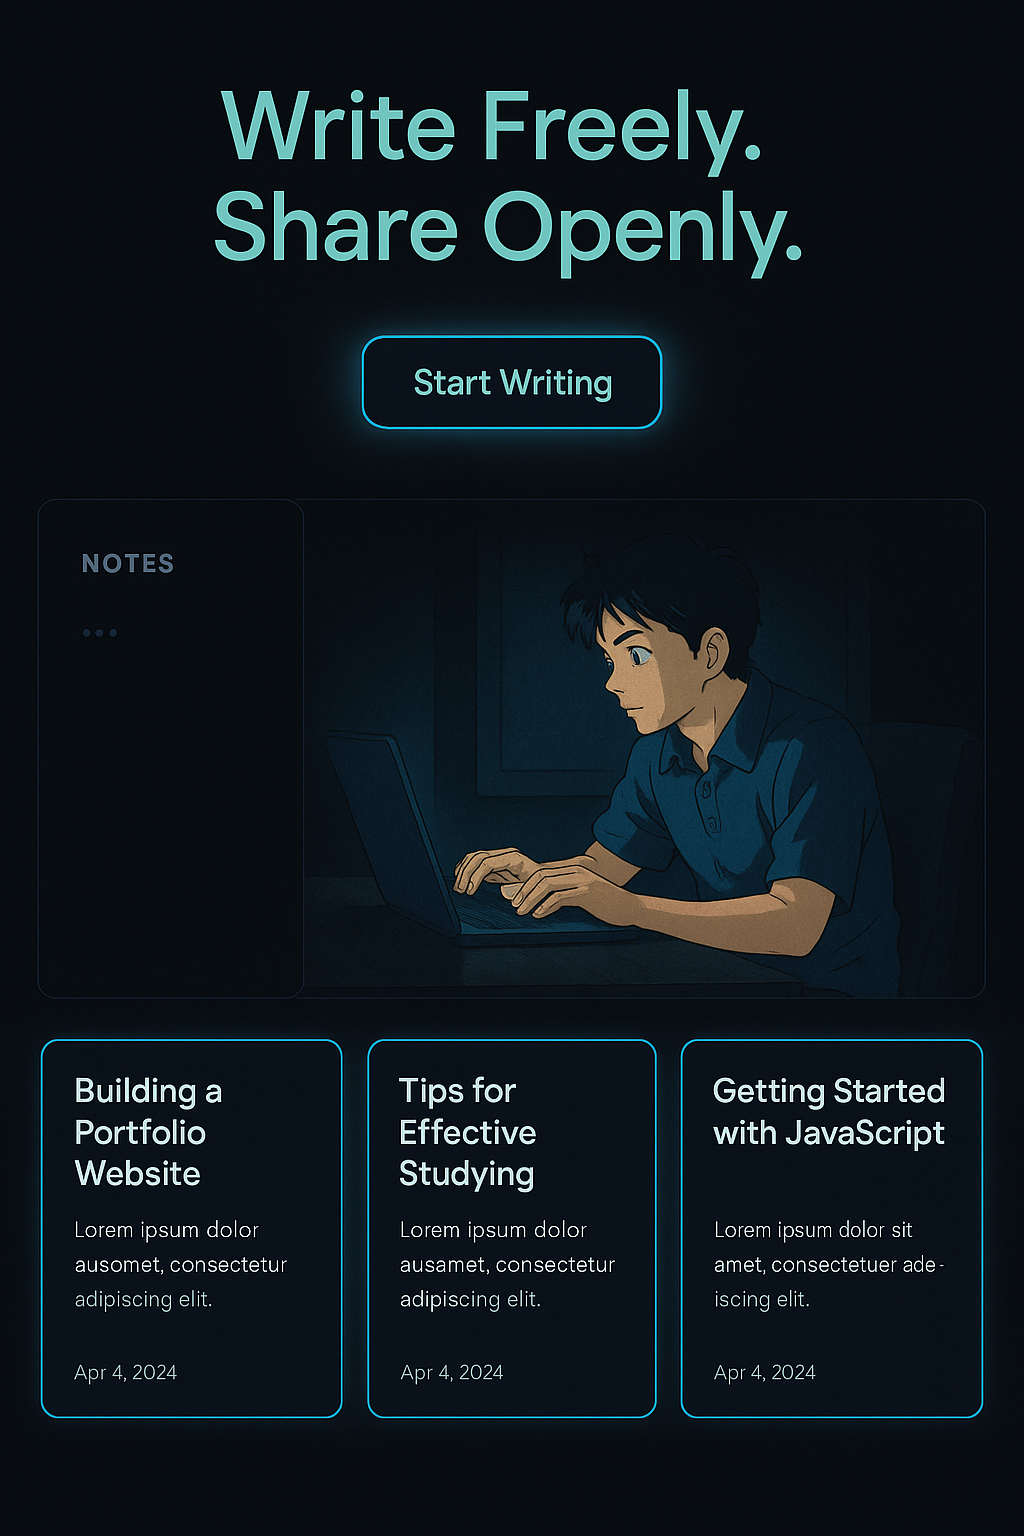 Write Freely.
Share Openly.
Start Writing
NOTES
Building a
Portfolio
Website
Lorem ipsum dolor
ausomet, consectetur
adipiscing elit.
Apr 4, 2024
Tips for
Effective
Studying
Lorem ipsum dolor
ausamet, consectetur
adipiscing elit.
Apr 4, 2024
Getting Started
with JavaScript
Lorem ipsum dolor sit
amet, consectetuer ade-
iscing elit.
Apr 4, 2024